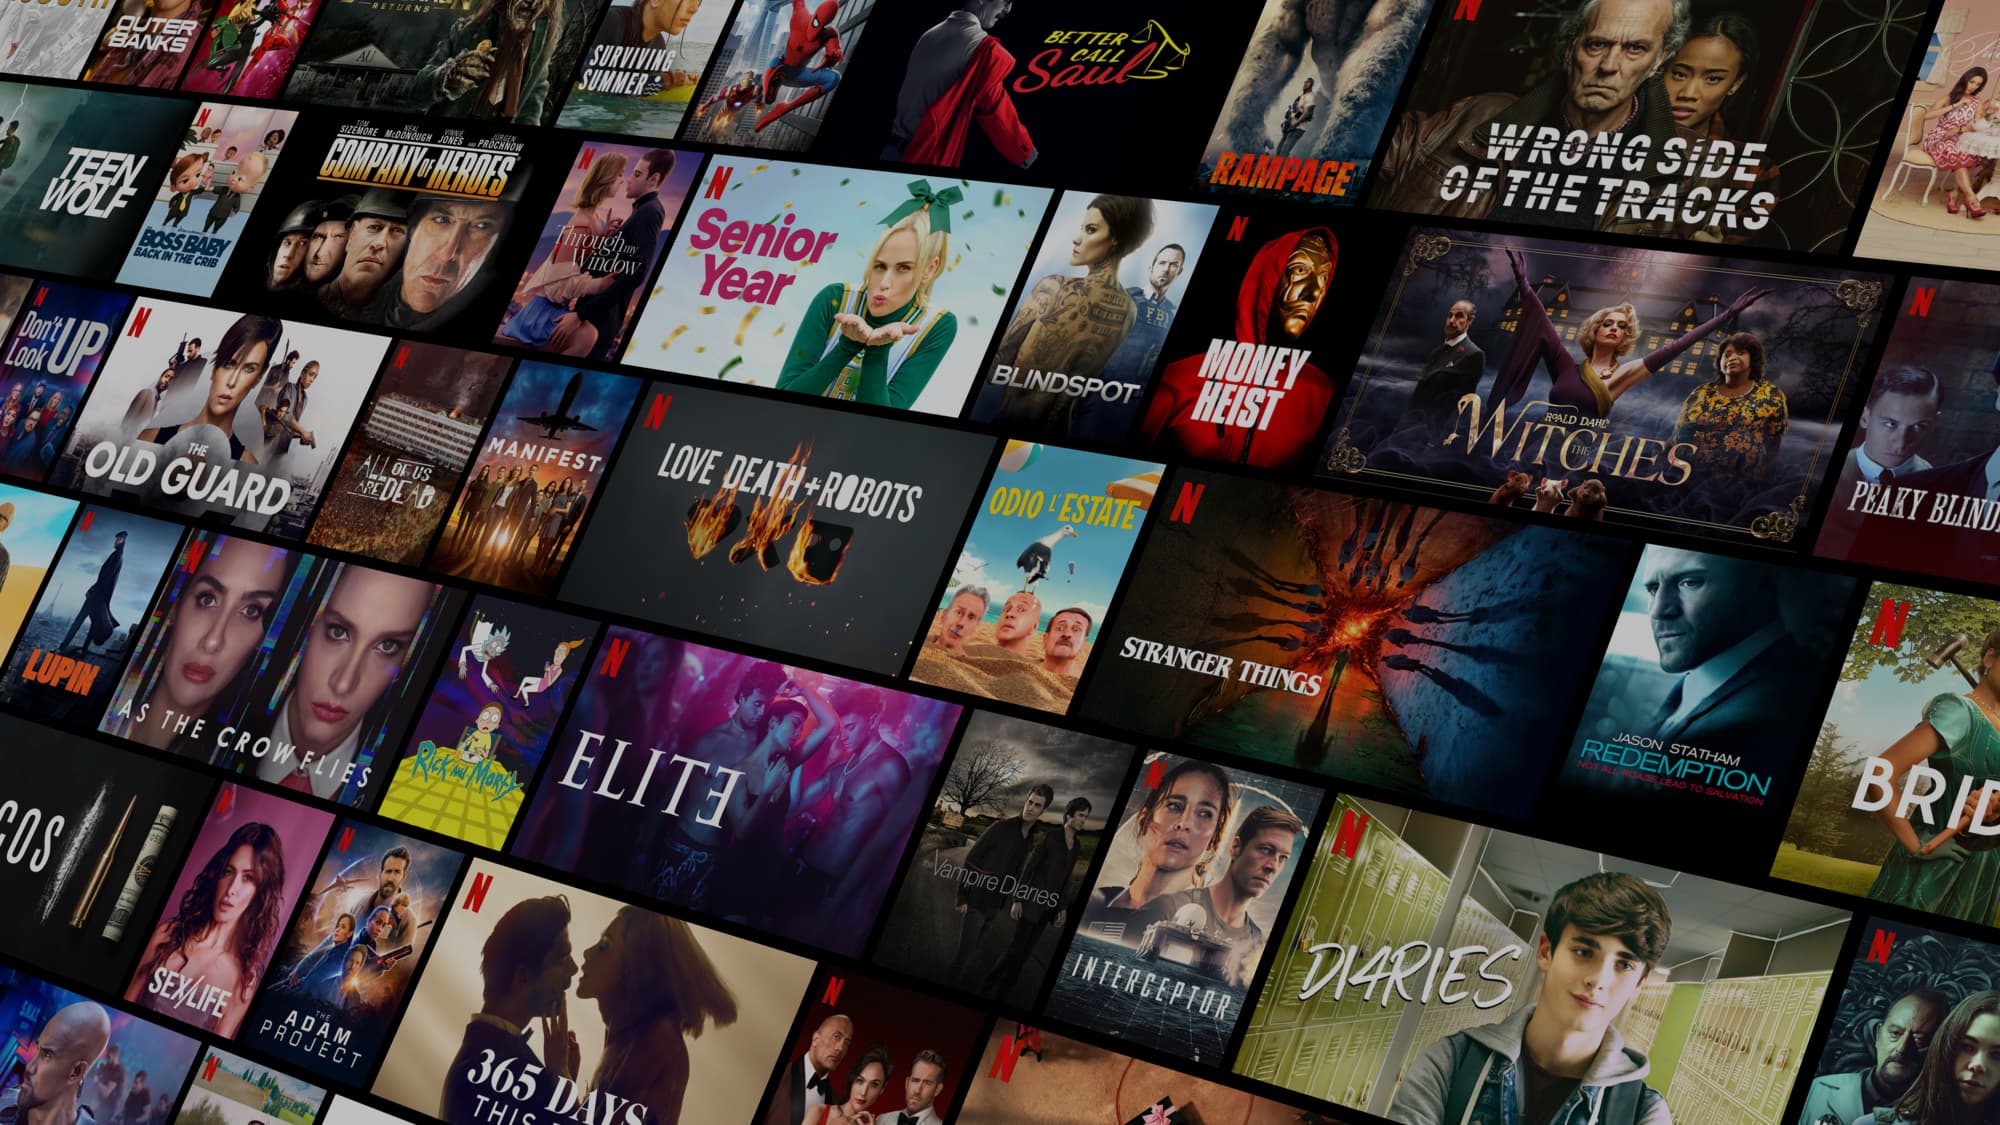 OUTER
BANKS
RETURNS
SURVIVING
SUMMER
BETTER
CALL
Saul
RAMPAGE
WRONG SIDE
OF THE TRACKS
TEEN
WOLF
BOSS BABY
BACK IN THE CRIB
TOM SIZEMORE NEAL McDONOUGH VINNIE JONES AND JÜRGEN PROCHNOW
COMPANY OF HEROES
Through my
Window
Senior
Year
FBI
BLINDSPOT
MONEY
HEIST
ROALD DAHL'S
THE WITCHES
PEAKY BLIND
Don't
Look UP
THE
OLD GUARD
ALL OF US
ARE DEAD
MANIFEST
LOVE DEATH + ROBOTS
ODIO L'ESTATE
STRANGER THINGS
JASON STATHAM
REDEMPTION
NOT ALL ROADS LEAD TO SALVATION
BRID
LUPIN
AS THE CROW FLIES
Rick and Morty
ELITE
the Vampire Diaries
INTERCEPTOR
DI4RIES
COS
SEX/LIFE
THE
ADAM
PROJECT
365 DAYS
THIS